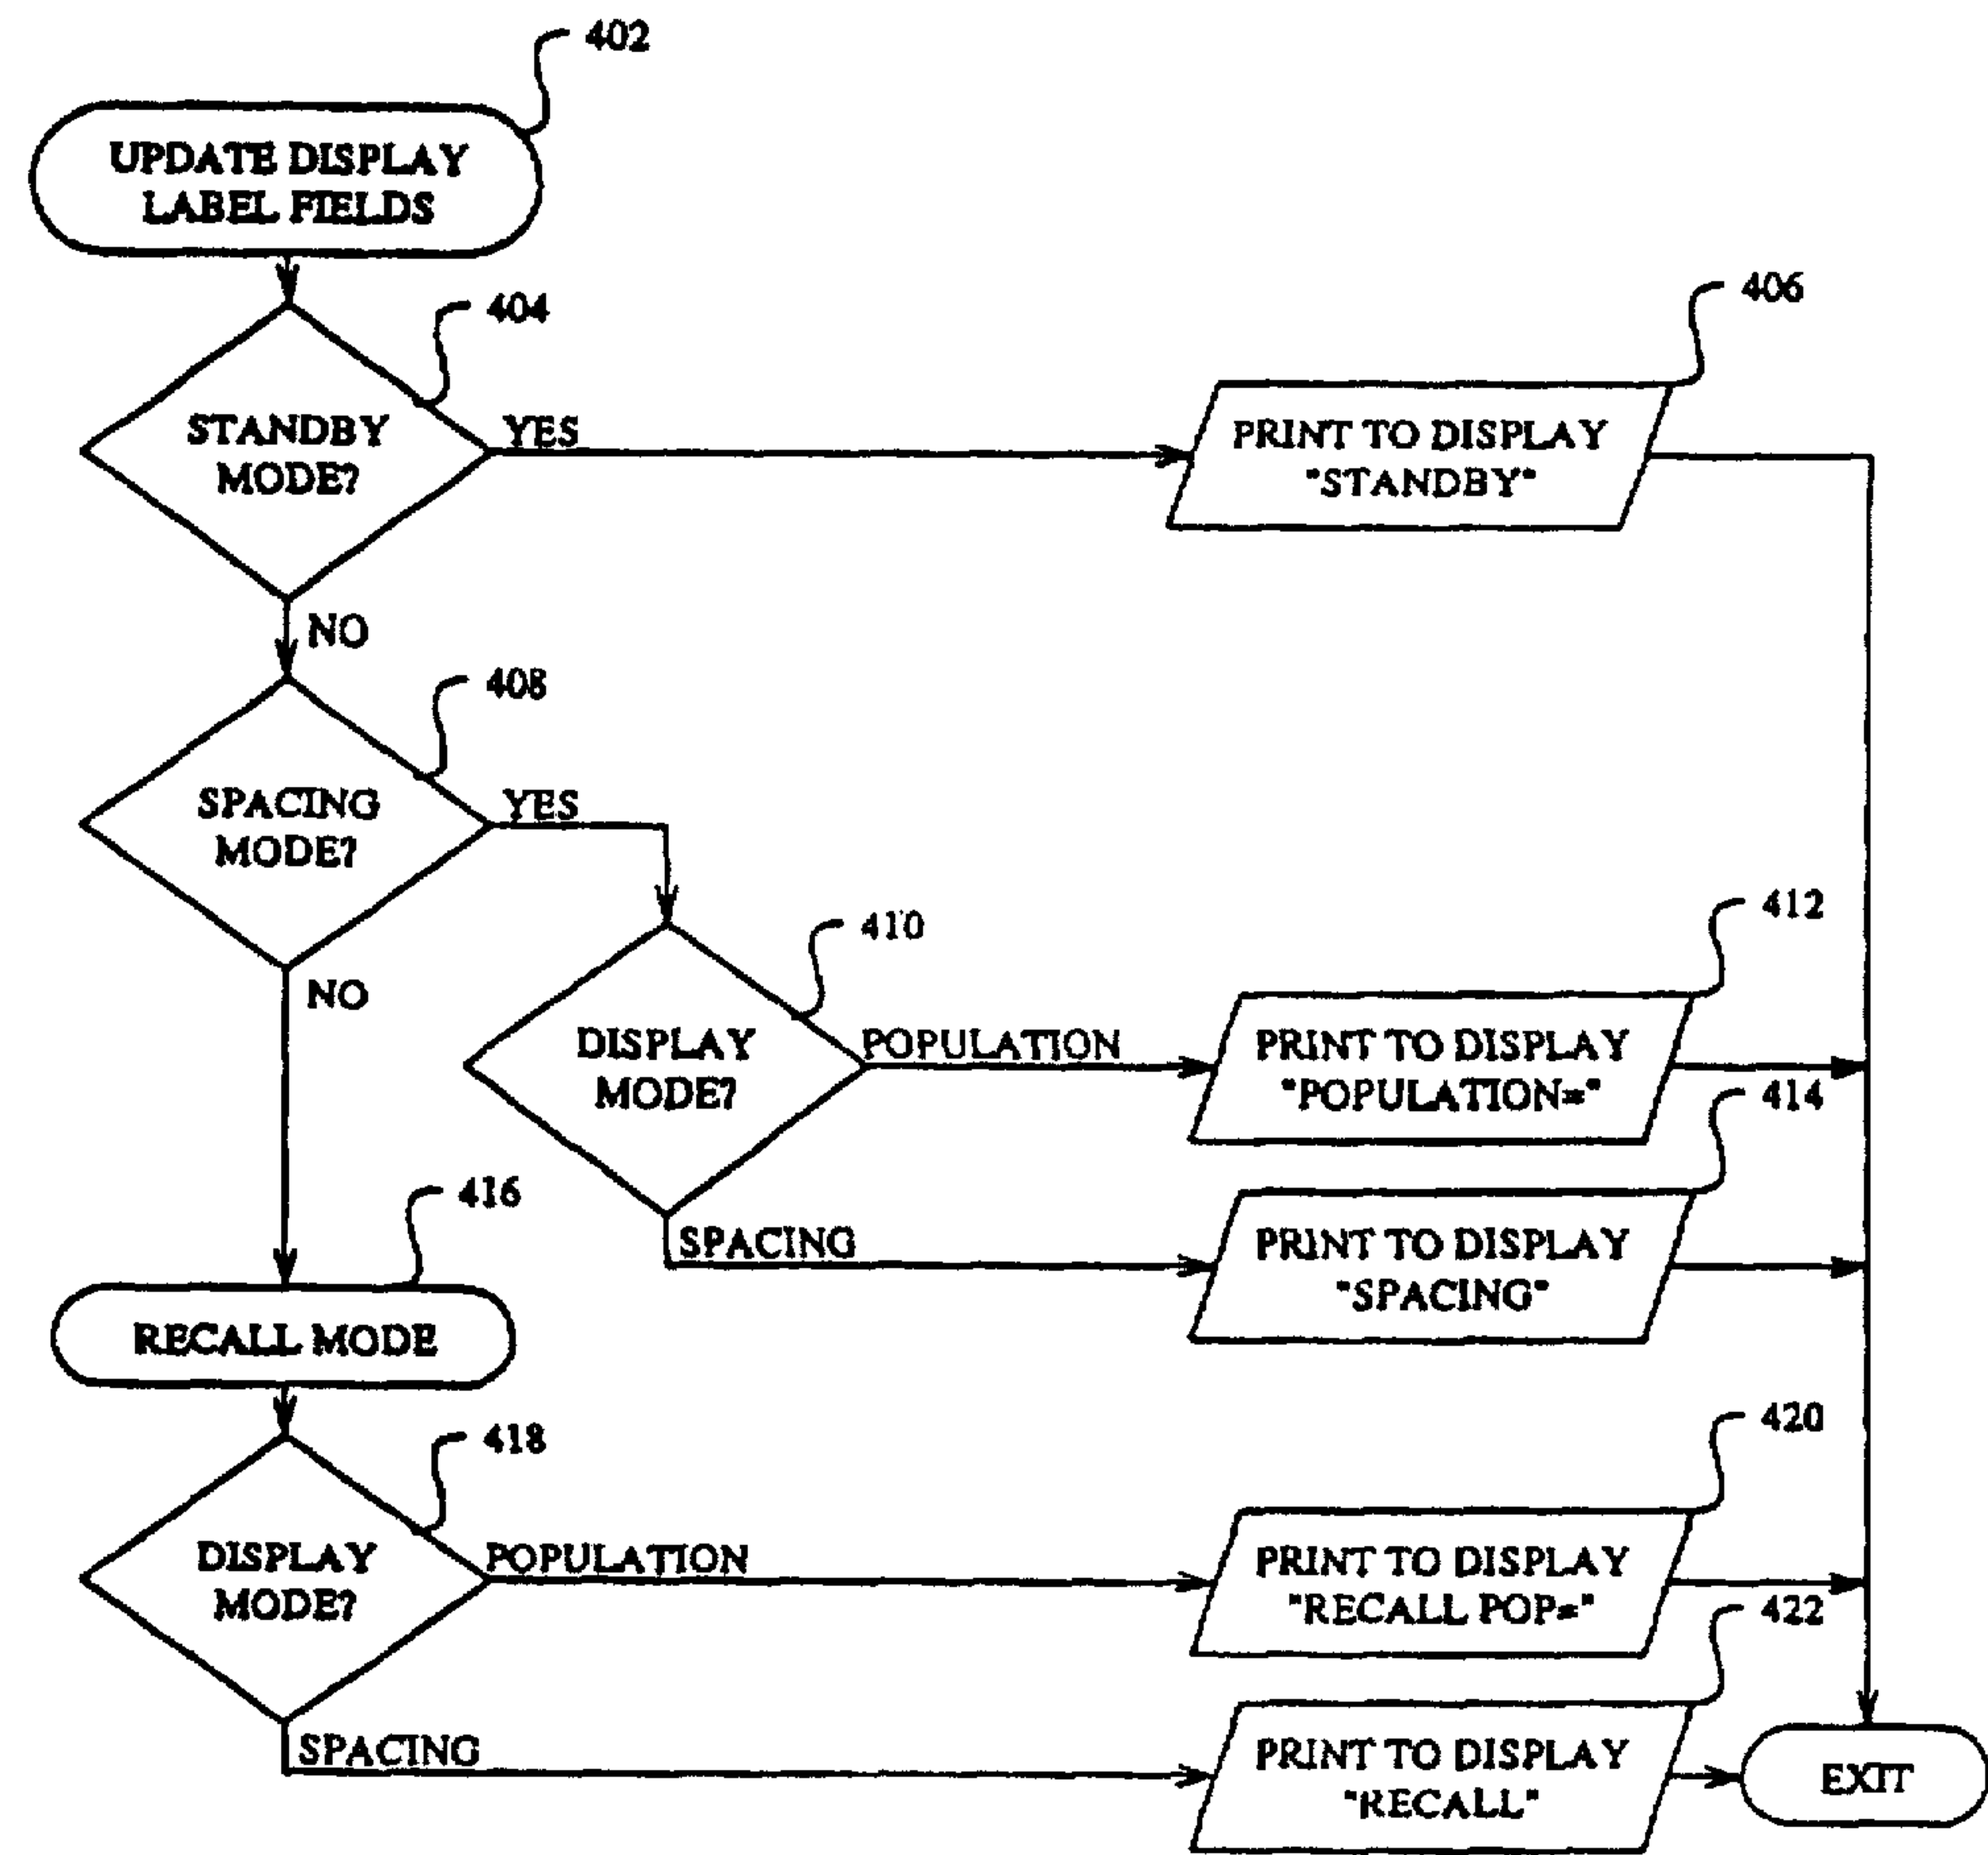 402
UPDATE DISPLAY
LABEL FIELDS
404
406
STANDBY
MODE?
YES
PRINT TO DISPLAY
"STANDBY"
NO
408
SPACING
MODE?
YES
NO
410
412
DISPLAY
MODE?
POPULATION
PRINT TO DISPLAY
"POPULATION="
414
SPACING
PRINT TO DISPLAY
"SPACING"
416
RECALL MODE
418
420
DISPLAY
MODE?
POPULATION
PRINT TO DISPLAY
"RECALL POP="
422
SPACING
PRINT TO DISPLAY
"RECALL"
EXIT